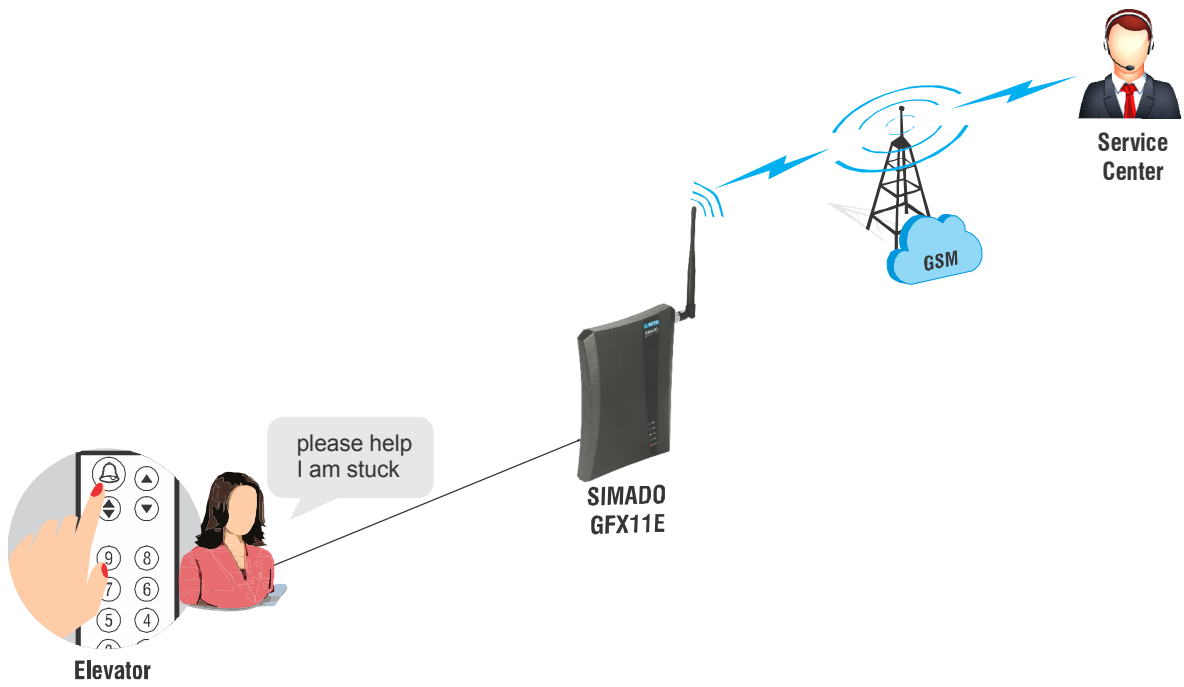 Service
Center
GSM
please help
I am stuck
SIMADO
GFX11E
9 8
7 6
5 4
Elevator